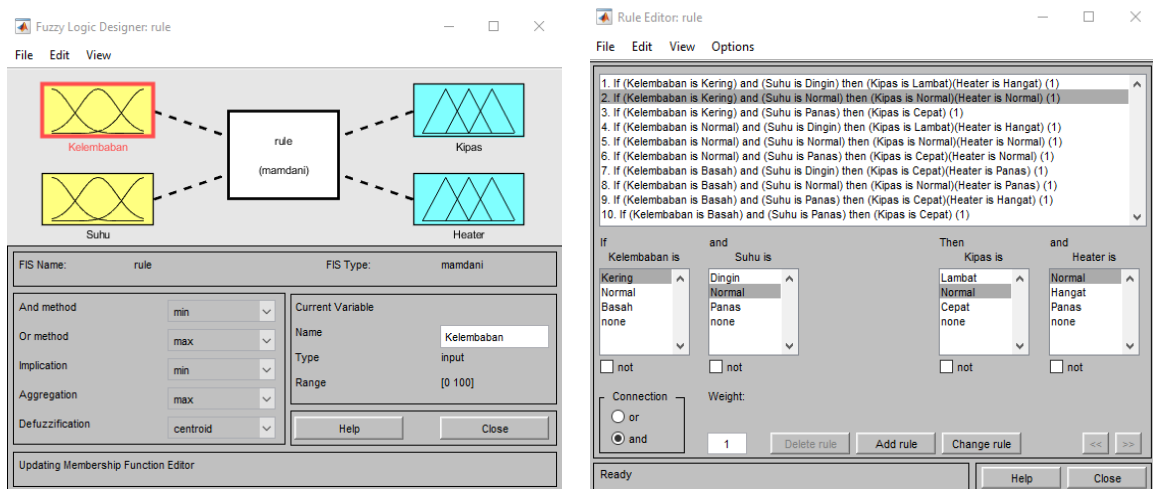 Fuzzy Logic Designer: rule
File Edit View
Kelembaban
Suhu
rule
(mamdani)
Kipas
Heater
FIS Name: rule FIS Type: mamdani
And method min
Or method max
Implication min
Aggregation max
Defuzzification centroid
Current Variable
Name Kelembaban
Type input
Range [0 100]
Help Close
Updating Membership Function Editor
Rule Editor: rule
File Edit View Options
1. If (Kelembaban is Kering) and (Suhu is Dingin) then (Kipas is Lambat)(Heater is Hangat) (1)
2. If (Kelembaban is Kering) and (Suhu is Normal) then (Kipas is Normal)(Heater is Normal) (1)
3. If (Kelembaban is Kering) and (Suhu is Panas) then (Kipas is Cepat) (1)
4. If (Kelembaban is Normal) and (Suhu is Dingin) then (Kipas is Lambat)(Heater is Hangat) (1)
5. If (Kelembaban is Normal) and (Suhu is Normal) then (Kipas is Normal)(Heater is Normal) (1)
6. If (Kelembaban is Normal) and (Suhu is Panas) then (Kipas is Cepat)(Heater is Normal) (1)
7. If (Kelembaban is Basah) and (Suhu is Dingin) then (Kipas is Cepat)(Heater is Panas) (1)
8. If (Kelembaban is Basah) and (Suhu is Normal) then (Kipas is Normal)(Heater is Panas) (1)
9. If (Kelembaban is Basah) and (Suhu is Panas) then (Kipas is Cepat)(Heater is Hangat) (1)
10. If (Kelembaban is Basah) and (Suhu is Panas) then (Kipas is Cepat) (1)
If and Then and
Kelembaban is Suhu is Kipas is Heater is
Kering Dingin Lambat Normal
Normal Normal Normal Hangat
Basah Panas Cepat Panas
none none none none
not not not not
Connection Weight:
or
and 1 Delete rule Add rule Change rule << >>
Ready Help Close